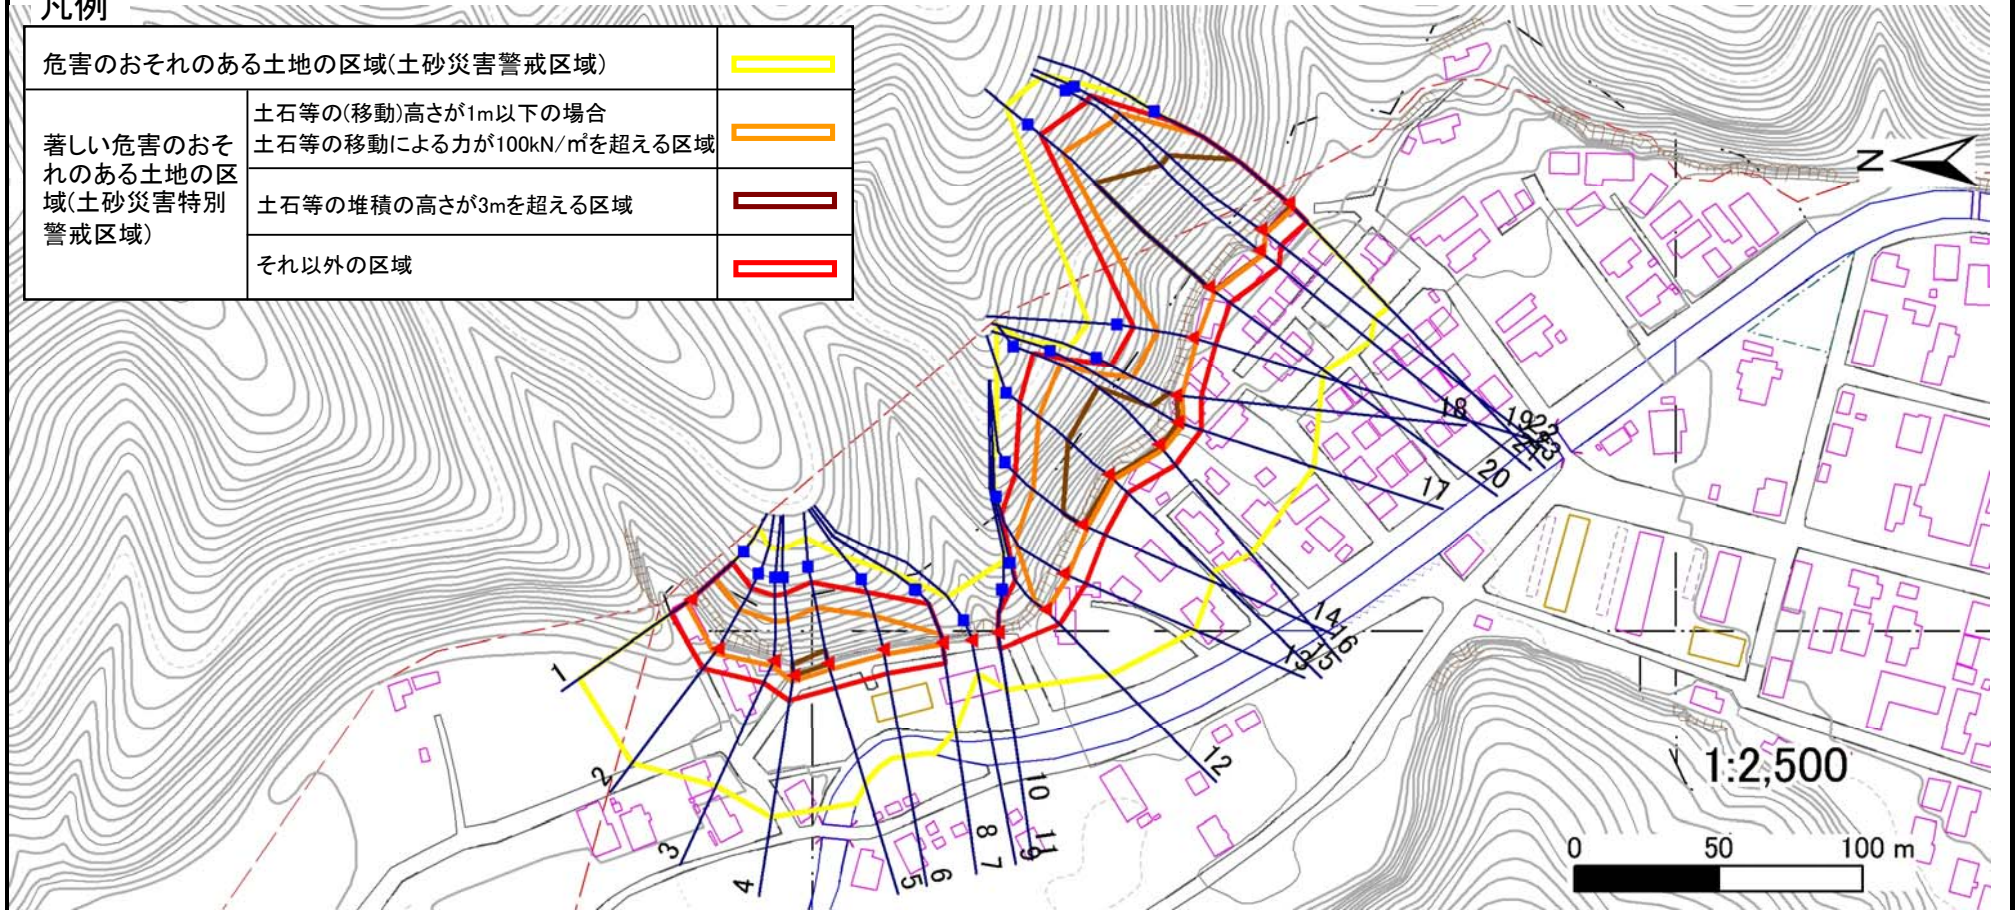 凡例
危害のおそれのある土地の区域(土砂災害警戒区域)
著しい危害のおそ
れのある土地の区
域(土砂災害特別
警戒区域)
土石等の(移動)高さが1m以下の場合
土石等の移動による力が100kN/㎡を超える区域
土石等の堆積の高さが3mを超える区域
それ以外の区域
N
1
2
3
4
5
6
7
8
9
10
11
12
13
14
15
16
17
18
19
20
21
22
23
1:2,500
0 50 100 m